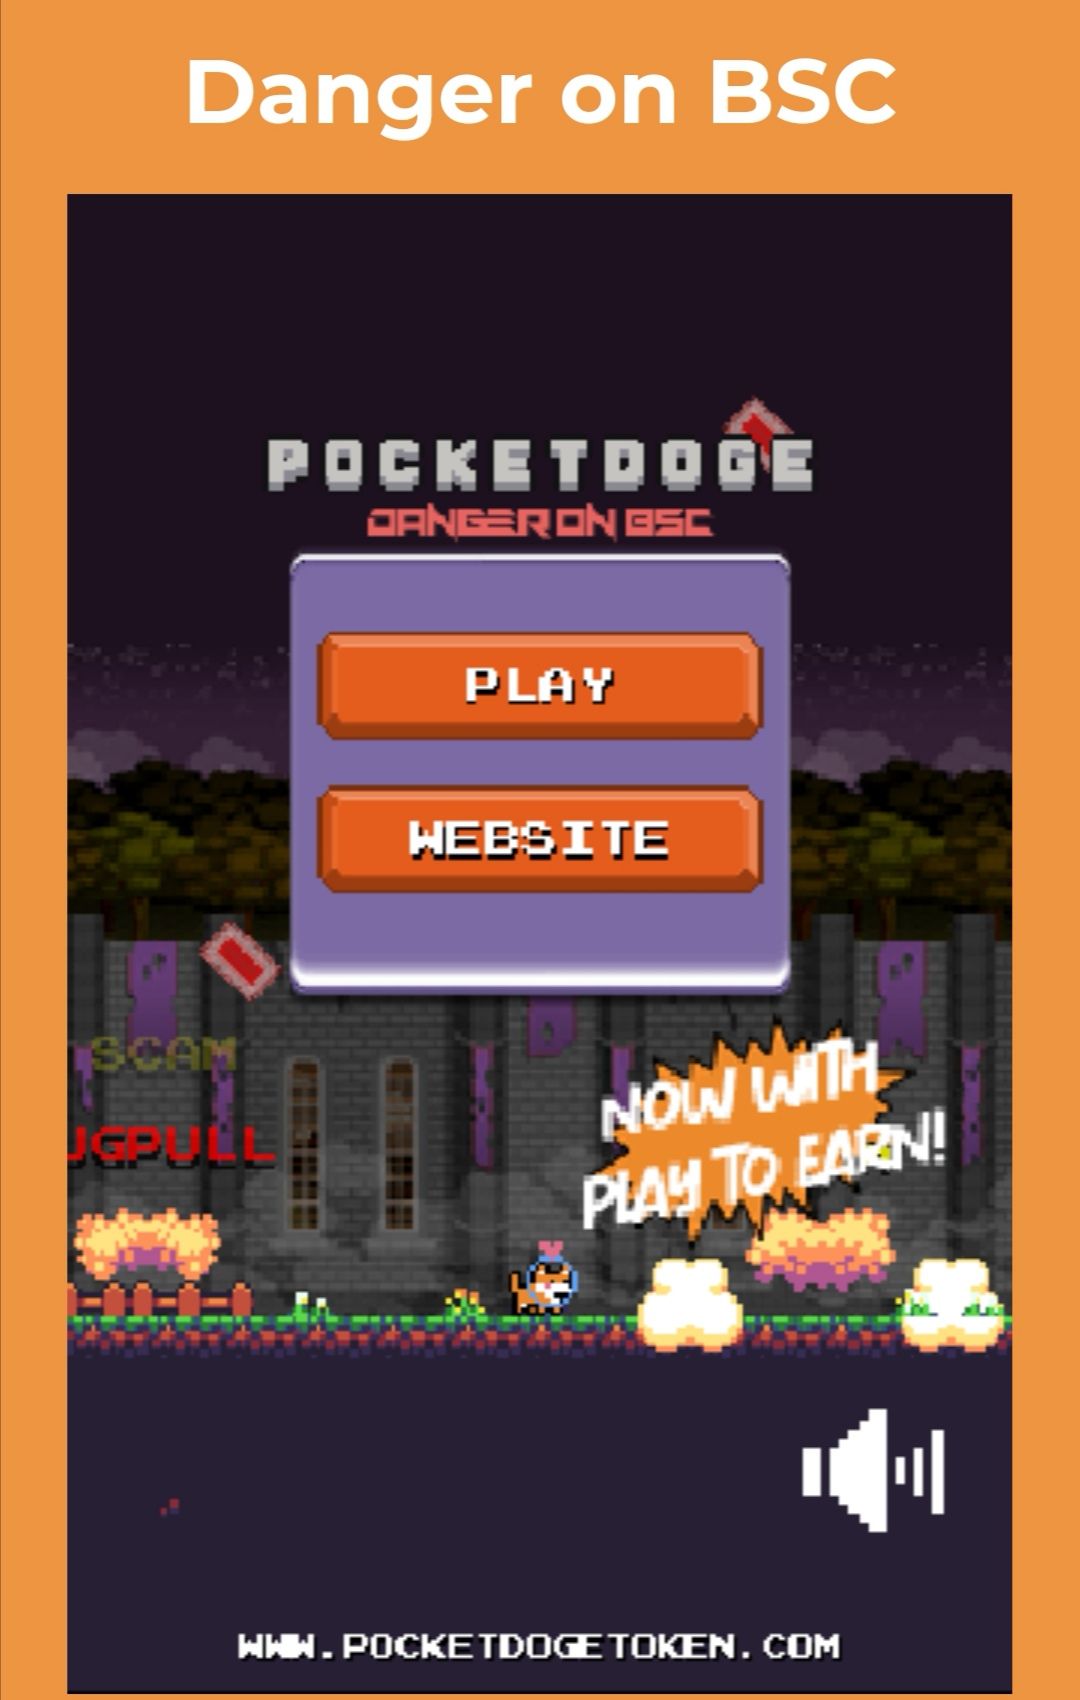 Danger on BSC
POCKETDOGE
DANGER ON BSC
PLAY
WEBSITE
SCAM
UGPULL
NOW WITH
PLAY TO EARN!
WWW.POCKETDOGETOKEN.COM